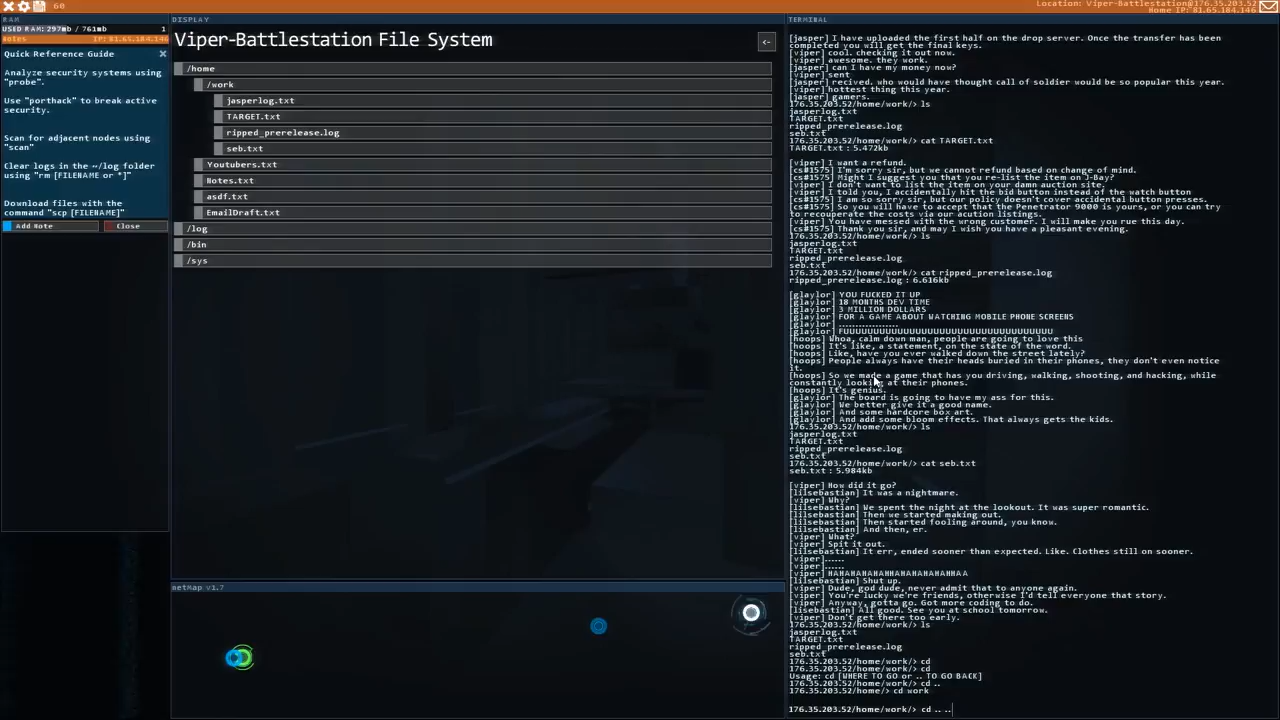 60
Location: Viper-Battlestation@176.35.203.52
Home IP: 81.65.184.146
RAM
USED RAM: 297mb / 761mb
1
Notes
IP: 81.65.184.146
Quick Reference Guide
Analyze security systems using
"probe".
Use "porthack" to break active
security.
Scan for adjacent nodes using
"scan"
Clear logs in the ~/log folder
using "rm [FILENAME or *]"
Download files with the
command "scp [FILENAME]"
Add Note
Close
DISPLAY
Viper-Battlestation File System
<-
/home
/work
jasperlog.txt
TARGET.txt
ripped_prerelease.log
seb.txt
Youtubers.txt
Notes.txt
asdf.txt
EmailDraft.txt
/log
/bin
/sys
netMap v1.7
TERMINAL
[jasper] I have uploaded the first half on the drop server. Once the transfer has been
completed you will get the final keys.
[viper] cool. checking it out now.
[viper] awesome. they work.
[jasper] can I have my money now?
[viper] sent
[jasper] recived. who would have thought call of soldier would be so popular this year.
[viper] hottest thing this year.
[jasper] gamers.
176.35.203.52/home/work/> ls
jasperlog.txt
TARGET.txt
ripped_prerelease.log
seb.txt
176.35.203.52/home/work/> cat TARGET.txt
TARGET.txt : 5.472kb
[viper] I want a refund.
[cs#1575] I'm sorry sir, but we cannot refund based on change of mind.
[cs#1575] Might I suggest you that you re-list the item on J-Bay?
[viper] I don't want to list the item on your damn auction site.
[viper] I told you, I accidentally hit the bid button instead of the watch button
[cs#1575] I am so sorry sir, but our policy doesn't cover accidental button presses.
[cs#1575] So you will have to accept that the Penetrator 9000 is yours, or you can try
to recouperate the costs via our acution listings.
[viper] You have messed with the wrong customer. I will make you rue this day.
[cs#1575] Thank you sir, and may I wish you have a pleasant evening.
176.35.203.52/home/work/> ls
jasperlog.txt
TARGET.txt
ripped_prerelease.log
seb.txt
176.35.203.52/home/work/> cat ripped_prerelease.log
ripped_prerelease.log : 6.616kb
[glaylor] YOU FUCKED IT UP
[glaylor] 18 MONTHS DEV TIME
[glaylor] 3 MILLION DOLLARS
[glaylor] FOR A GAME ABOUT WATCHING MOBILE PHONE SCREENS
[glaylor] ..................
[glaylor] FUUUUUUUUUUUUUUUUUUUUUUUUUUUUUUUUUUU
[hoops] Whoa, calm down man, people are going to love this
[hoops] It's like, a statement, on the state of the word.
[hoops] Like, have you ever walked down the street lately?
[hoops] People always have their heads buried in their phones, they don't even notice
it.
[hoops] So we made a game that has you driving, walking, shooting, and hacking, while
constantly looking at their phones.
[hoops] It's genius.
[glaylor] The board is going to have my ass for this.
[glaylor] We better give it a good name.
[glaylor] And some hardcore box art.
[glaylor] And add some bloom effects. That always gets the kids.
176.35.203.52/home/work/> ls
jasperlog.txt
TARGET.txt
ripped_prerelease.log
seb.txt
176.35.203.52/home/work/> cat seb.txt
seb.txt : 5.984kb
[viper] How did it go?
[lilsebastian] It was a nightmare.
[viper] Why?
[lilsebastian] We spent the night at the lookout. It was super romantic.
[lilsebastian] Then we started making out.
[lilsebastian] Then started fooling around, you know.
[lilsebastian] And then, er.
[viper] What?
[viper] Spit it out.
[lilsebastian] It err, ended sooner than expected. Like. Clothes still on sooner.
[viper]......
[viper]......
[viper] HAHAHAHAHAHHAHAHAHAHAHHAA
[lilsebastian] Shut up.
[viper] Dude, god dude, never admit that to anyone again.
[viper] You're lucky we're friends, otherwise I'd tell everyone that story.
[viper] Anyway, gotta go. Got more coding to do.
[lisebastian] All good. See you at school tomorrow.
[viper] Don't get there too early.
176.35.203.52/home/work/> ls
jasperlog.txt
TARGET.txt
ripped_prerelease.log
seb.txt
176.35.203.52/home/work/> cd
176.35.203.52/home/work/> cd
Usage: cd [WHERE TO GO or .. TO GO BACK]
176.35.203.52/home/work/> cd ..
176.35.203.52/home/work/> cd work
176.35.203.52/home/work/> cd .. ..